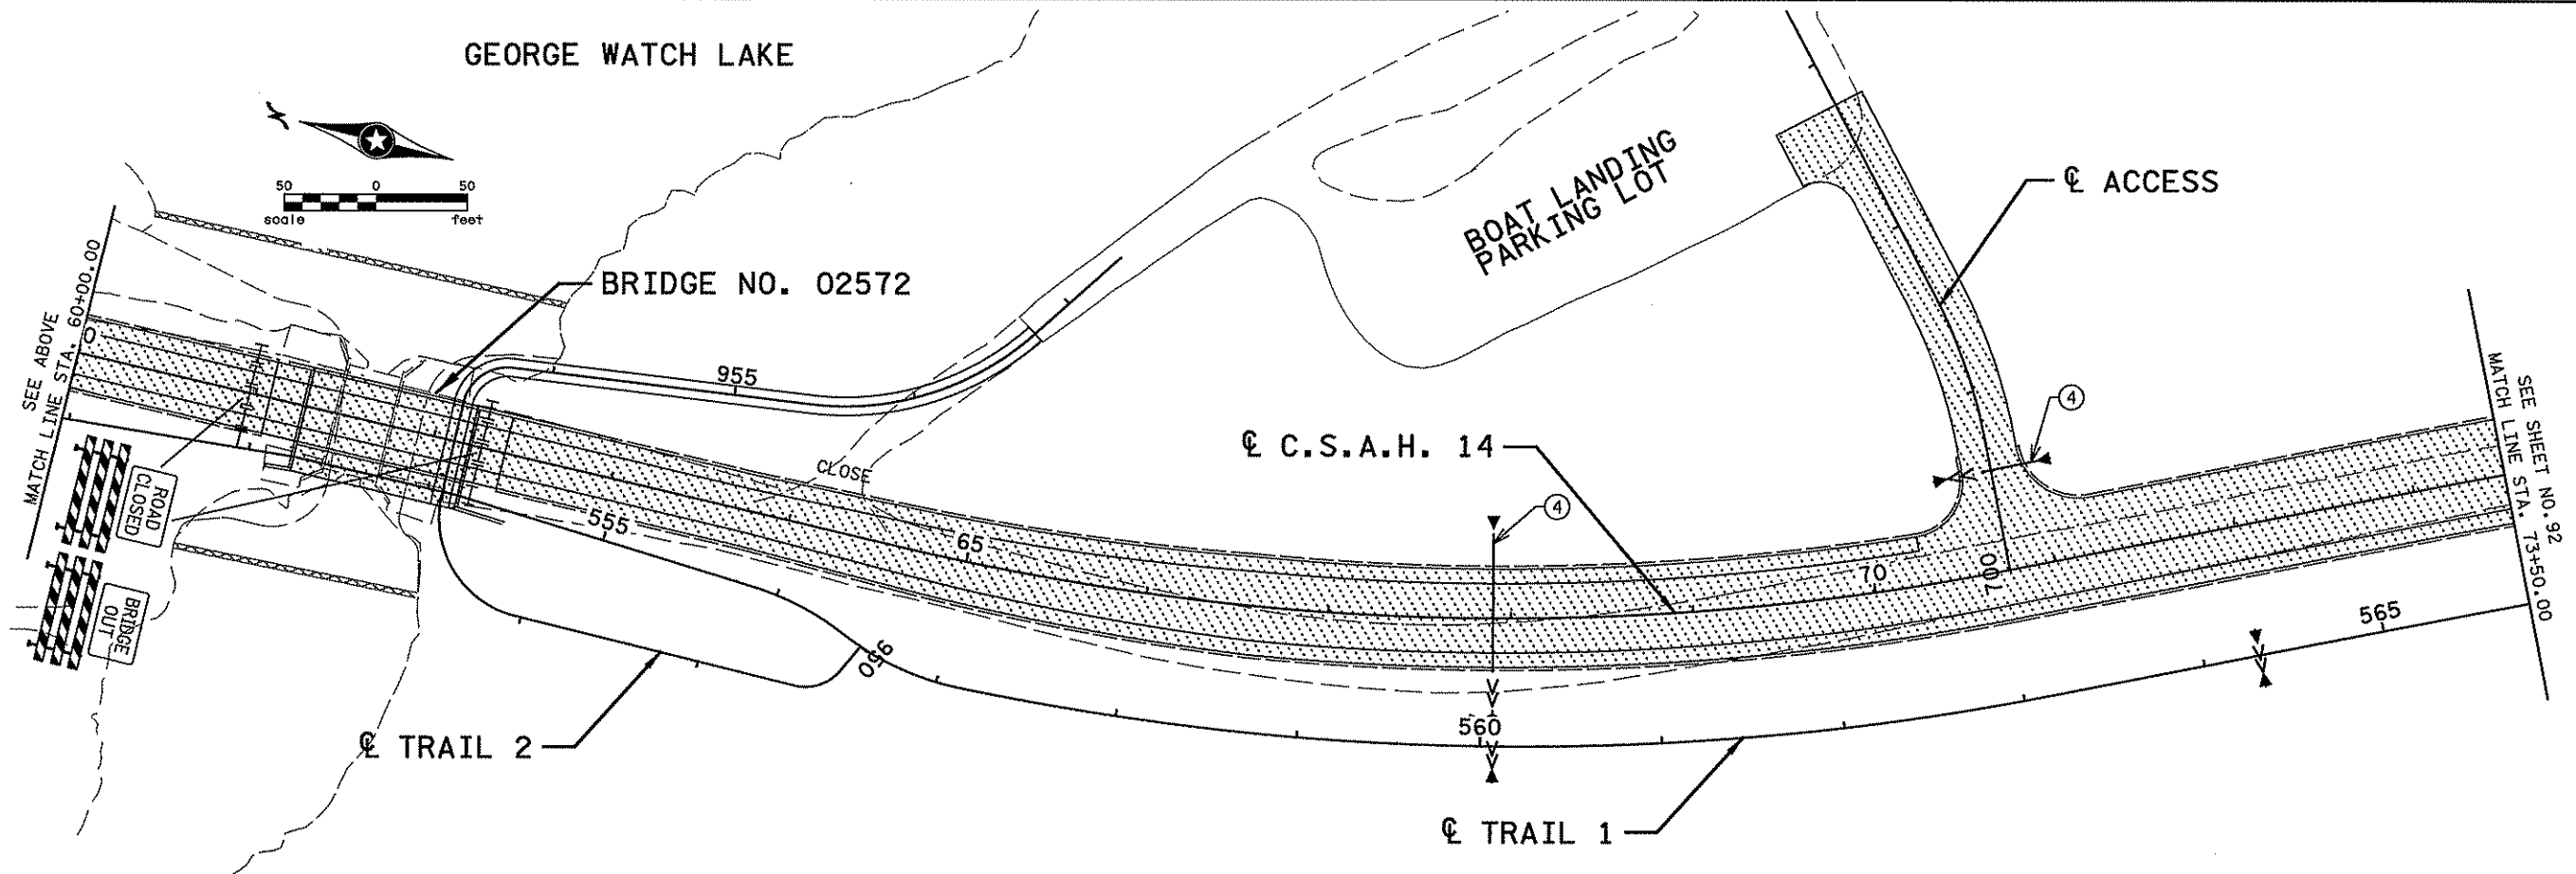 GEORGE WATCH LAKE
N
50 0 50
scale feet
BRIDGE NO. 02572
BOAT LANDING
PARKING LOT
℄ ACCESS
SEE ABOVE
MATCH LINE STA. 60+00.00
0
955
CLOSE
℄ C.S.A.H. 14
4
4
ROAD
CLOSED
BRIDGE
OUT
555
65
70
700
950
560
565
SEE SHEET NO. 92
MATCH LINE STA. 73+50.00
℄ TRAIL 2
℄ TRAIL 1